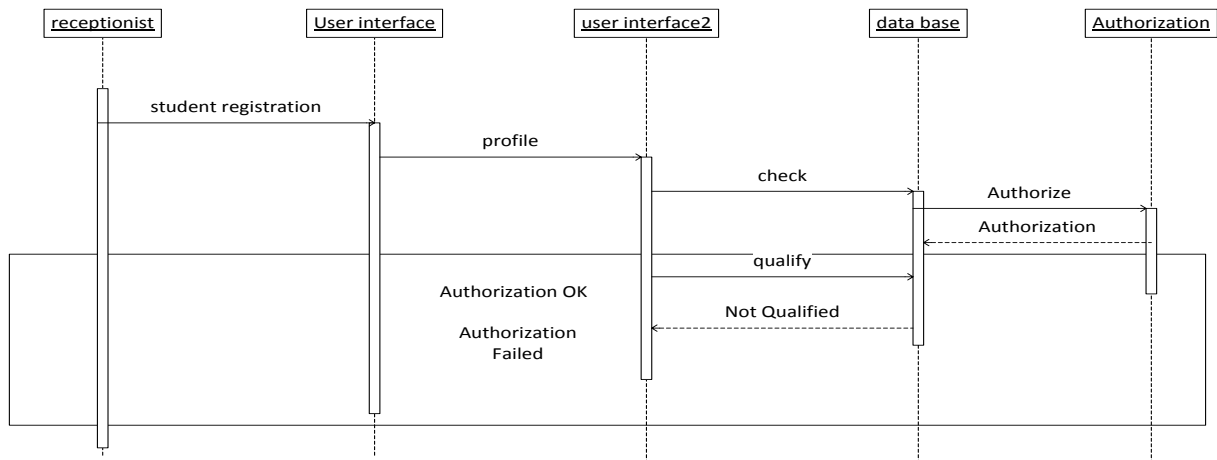 receptionist
User interface
user interface2
data base
Authorization
student registration
profile
check
Authorize
Authorization
qualify
Authorization OK
Not Qualified
Authorization
Failed